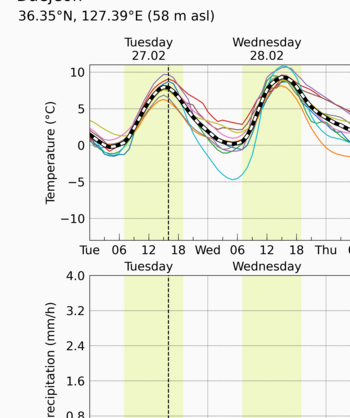 36.35°N, 127.39°E (58 m asl)
Tuesday Wednesday
27.02 28.02
10
5
0
−5
−10
Temperature (°C)
Tue 06 12 18 Wed 06 12 18 Thu
Tuesday Wednesday
4.0
3.2
2.4
1.6
0.8
recipitation (mm/h)